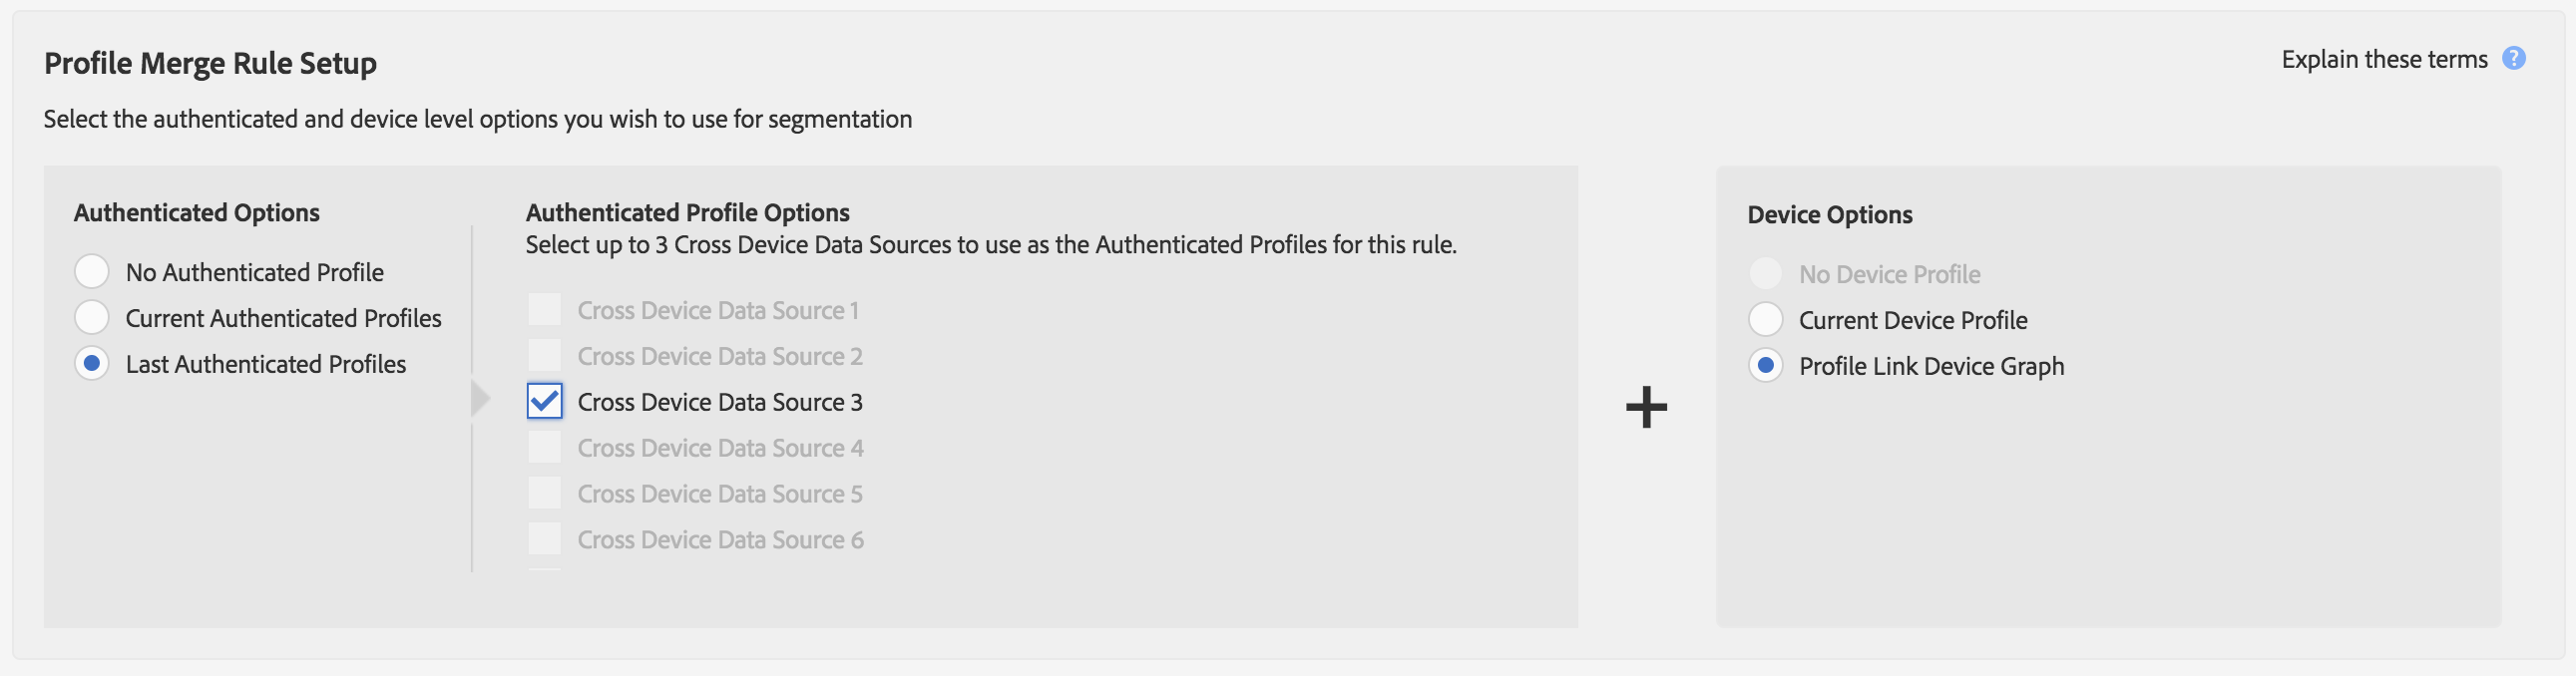 Profile Merge Rule Setup
Explain these terms ?
Select the authenticated and device level options you wish to use for segmentation
Authenticated Options
No Authenticated Profile
Current Authenticated Profiles
Last Authenticated Profiles
Authenticated Profile Options
Select up to 3 Cross Device Data Sources to use as the Authenticated Profiles for this rule.
Cross Device Data Source 1
Cross Device Data Source 2
Cross Device Data Source 3
Cross Device Data Source 4
Cross Device Data Source 5
Cross Device Data Source 6
+
Device Options
No Device Profile
Current Device Profile
Profile Link Device Graph